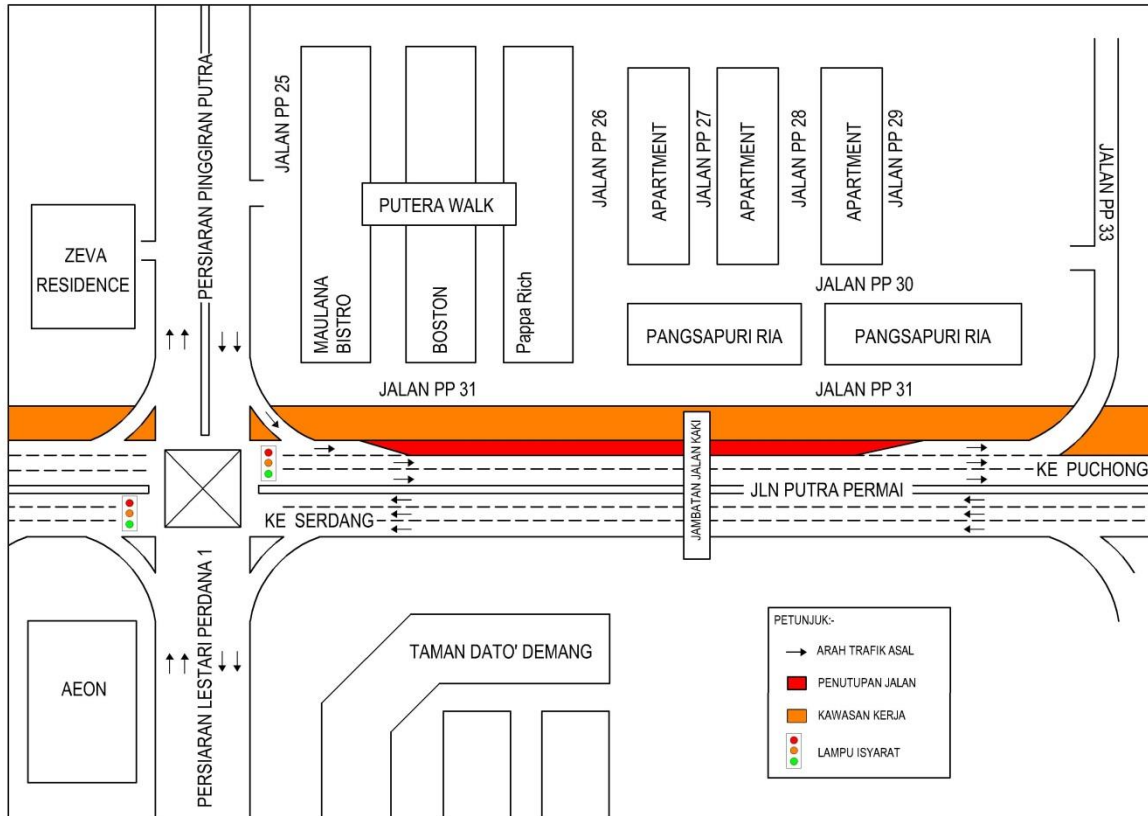 PERSIARAN PINGGIRAN PUTRA
JALAN PP 25
ZEVA
RESIDENCE
PUTERA WALK
MAULANA
BISTRO
BOSTON
Pappa Rich
JALAN PP 26
APARTMENT
JALAN PP 27
APARTMENT
JALAN PP 28
APARTMENT
JALAN PP 29
JALAN PP 33
JALAN PP 30
PANGSAPURI RIA
PANGSAPURI RIA
JALAN PP 31
JALAN PP 31
JAMBATAN JALAN KAKI
KE PUCHONG
JLN PUTRA PERMAI
KE SERDANG
PERSIARAN LESTARI PERDANA 1
AEON
TAMAN DATO' DEMANG
PETUNJUK:-
ARAH TRAFIK ASAL
PENUTUPAN JALAN
KAWASAN KERJA
LAMPU ISYARAT